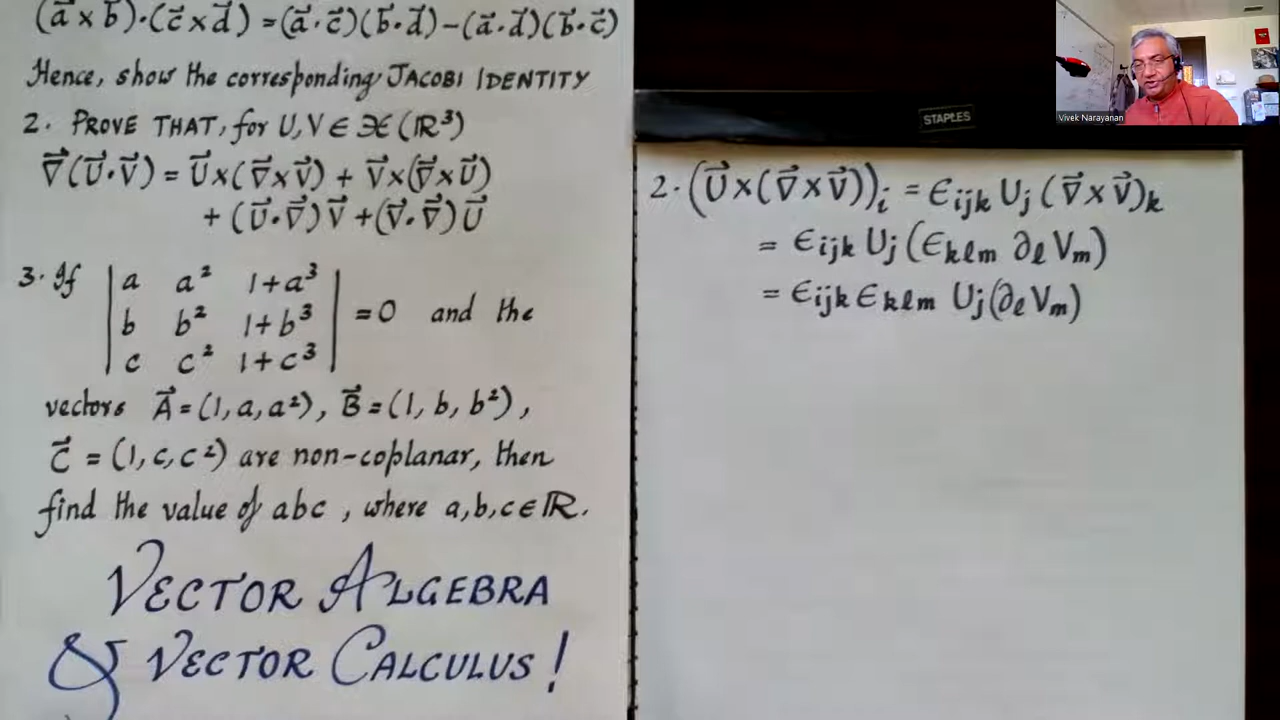 (a⃗ × b⃗)·(c⃗ × d⃗) = (a⃗·c⃗)(b⃗·d⃗) − (a⃗·d⃗)(b⃗·c⃗)
Hence, show the corresponding JACOBI IDENTITY
2. PROVE THAT, for U, V ∈ 𝔛(ℝ³)
∇⃗(U⃗·V⃗) = U⃗×(∇⃗×V⃗) + V⃗×(∇⃗×U⃗)
+ (U⃗·∇⃗)V⃗ + (V⃗·∇⃗)U⃗
3. If | a a² 1+a³ |
| b b² 1+b³ | = 0 and the
| c c² 1+c³ |
vectors A⃗ = (1, a, a²), B⃗ = (1, b, b²),
C⃗ = (1, c, c²) are non-coplanar, then
find the value of abc, where a, b, c ∈ ℝ.
VECTOR ALGEBRA
& VECTOR CALCULUS!
STAPLES
2. (U⃗×(∇⃗×V⃗))ᵢ = ϵᵢⱼₖ Uⱼ (∇⃗×V⃗)ₖ
= ϵᵢⱼₖ Uⱼ (ϵₖₗₘ ∂ₗ Vₘ)
= ϵᵢⱼₖ ϵₖₗₘ Uⱼ(∂ₗ Vₘ)
Vivek Narayanan